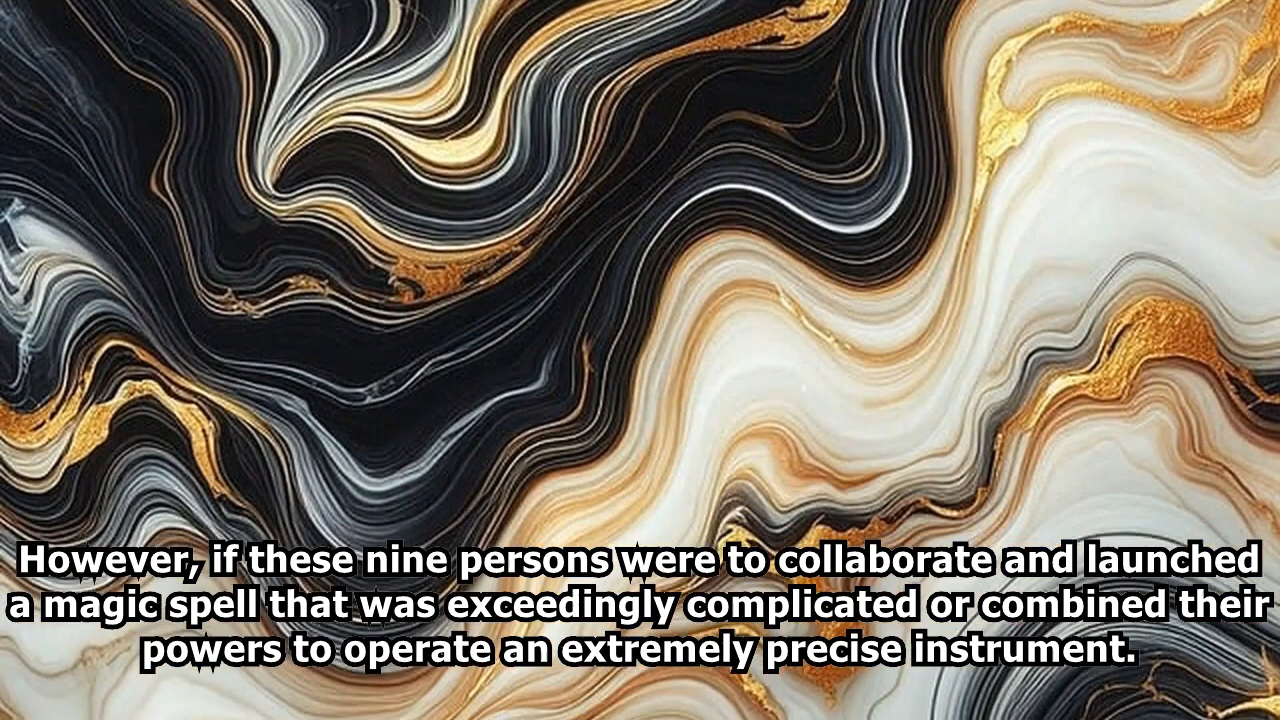 However, if these nine persons were to collaborate and launched
a magic spell that was exceedingly complicated or combined their
powers to operate an extremely precise instrument.